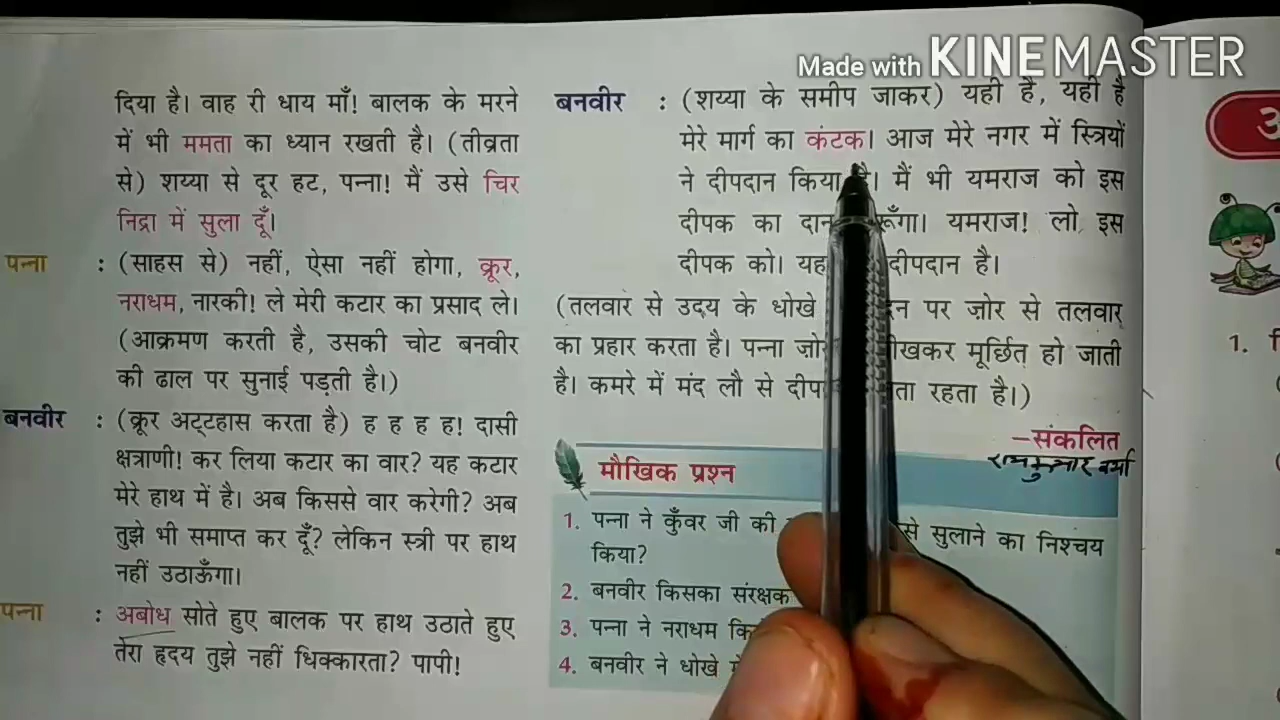 Made with KINEMASTER
दिया है। वाह री धाय माँ! बालक के मरने
में भी ममता का ध्यान रखती है। (तीव्रता
से) शय्या से दूर हट, पन्ना! मैं उसे चिर
निद्रा में सुला दूँ।
पन्ना : (साहस से) नहीं, ऐसा नहीं होगा, क्रूर,
नराधम, नारकी! ले मेरी कटार का प्रसाद ले।
(आक्रमण करती है, उसकी चोट बनवीर
की ढाल पर सुनाई पड़ती है।)
बनवीर : (क्रूर अट्टहास करता है) ह ह ह ह! दासी
क्षत्राणी! कर लिया कटार का वार? यह कटार
मेरे हाथ में है। अब किससे वार करेगी? अब
तुझे भी समाप्त कर दूँ? लेकिन स्त्री पर हाथ
नहीं उठाऊँगा।
पन्ना : अबोध सोते हुए बालक पर हाथ उठाते हुए
तेरा हृदय तुझे नहीं धिक्कारता? पापी!
बनवीर : (शय्या के समीप जाकर) यही है, यही है
मेरे मार्ग का कंटक। आज मेरे नगर में स्त्रियों
ने दीपदान किया है। मैं भी यमराज को इस
दीपक का दान रूँगा। यमराज! लो इस
दीपक को। यह दीपदान है।
(तलवार से उदय के धोखे पर जोर से तलवार
का प्रहार करता है। पन्ना मूर्छित हो जाती
है। कमरे में मंद लौ से रहता है।)
–संकलित
रामकुमार वर्मा
मौखिक प्रश्न
1. पन्ना ने कुँवर जी की से सुलाने का निश्चय
किया?
2. बनवीर किसका संरक्षक
3. पन्ना ने नराधम
4. बनवीर ने धोखे
1.